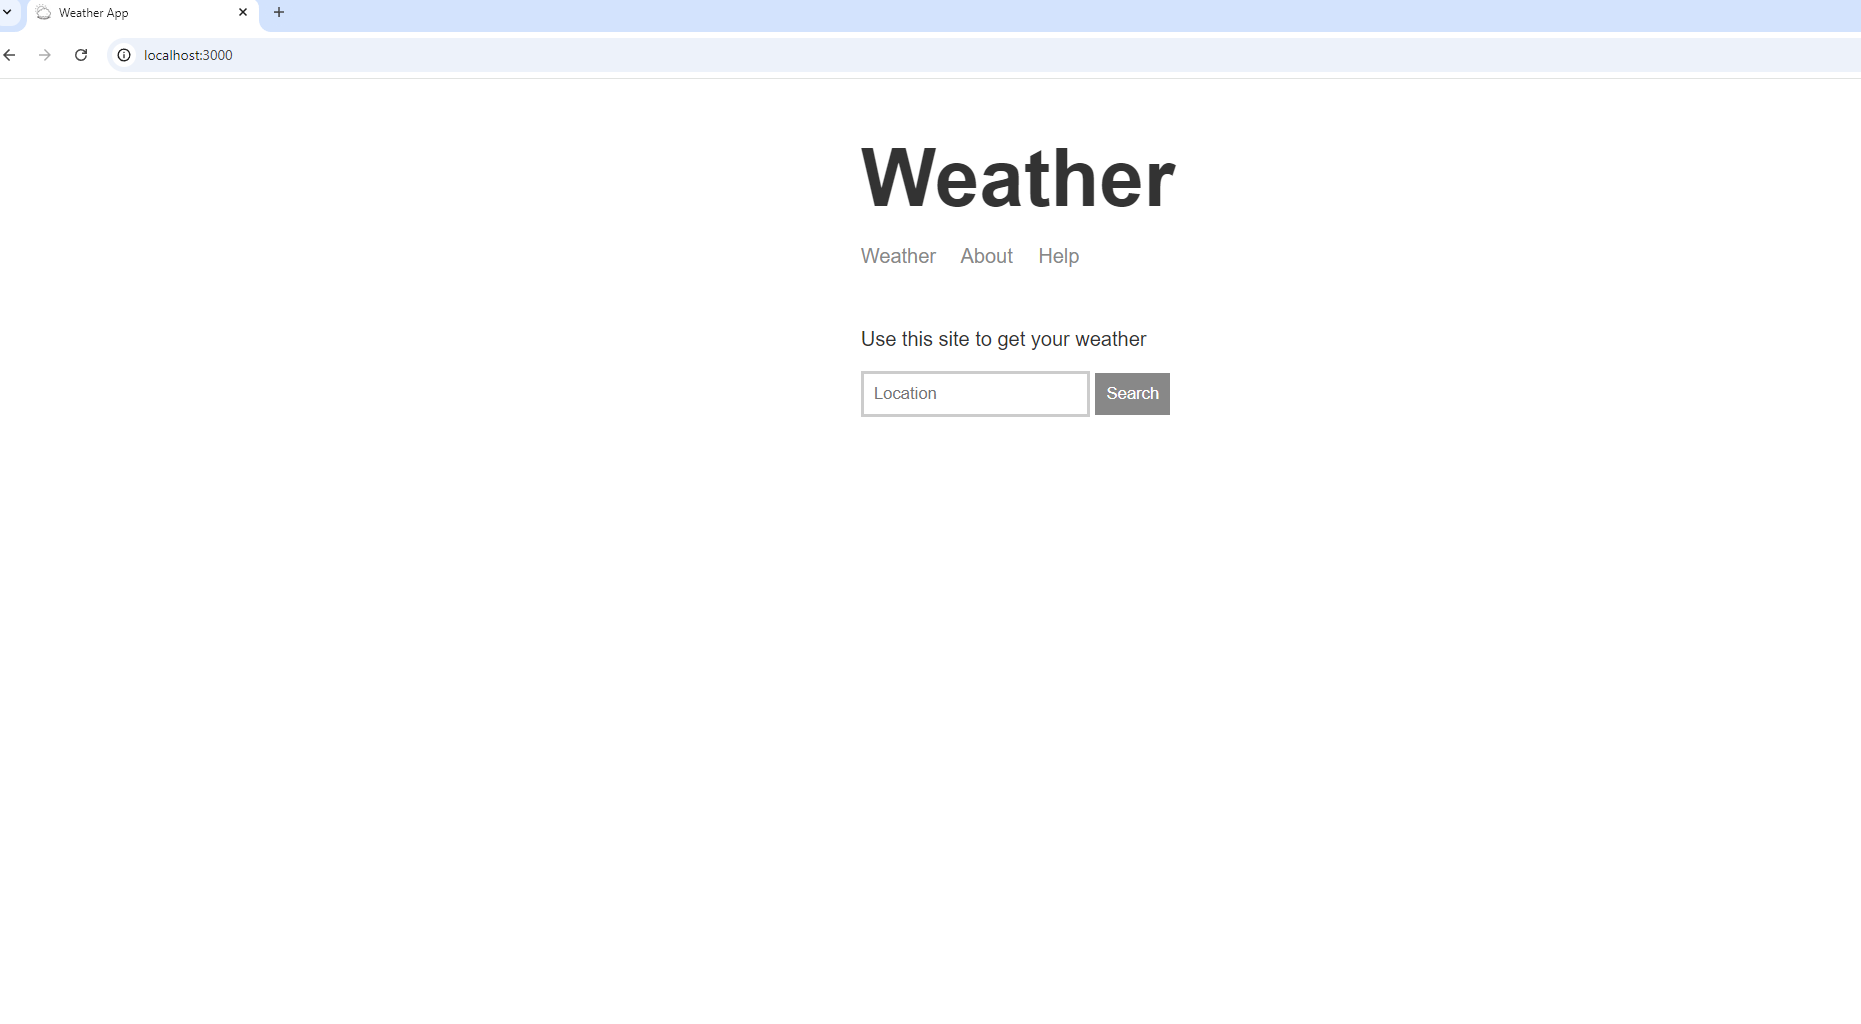 Weather App
localhost:3000
Weather
Weather About Help
Use this site to get your weather
Location Search